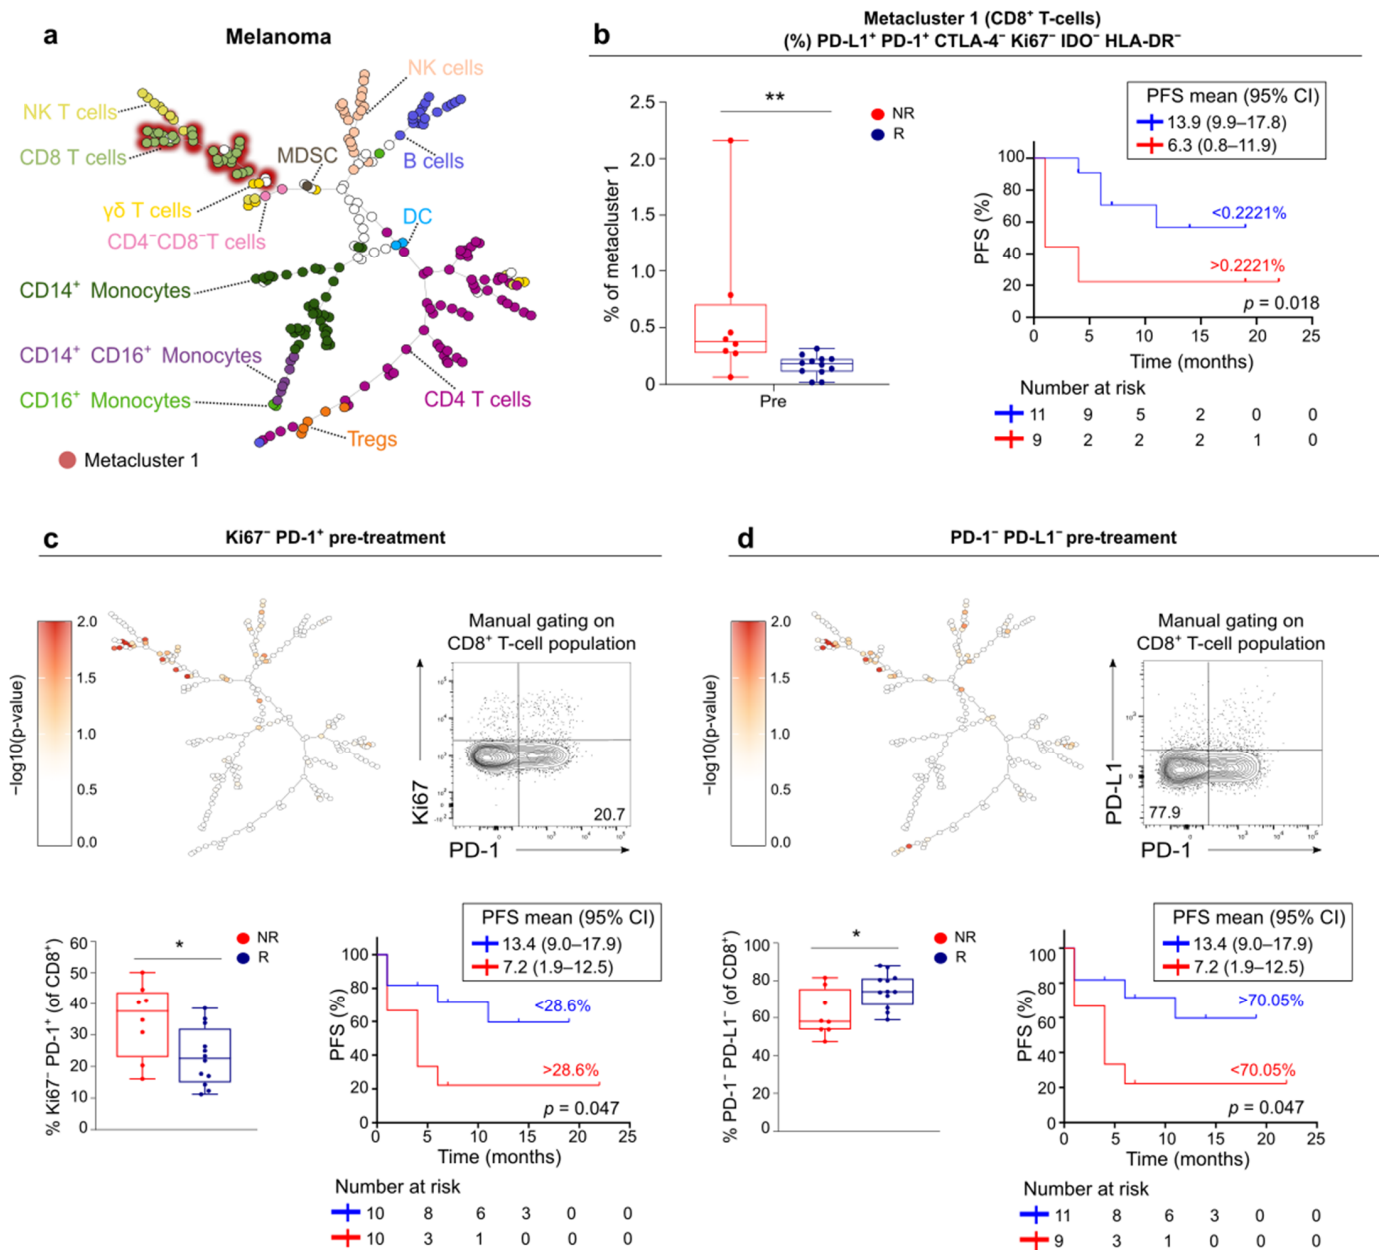 a
Melanoma
NK cells
NK T cells
CD8 T cells
MDSC
B cells
γδ T cells
CD4⁻CD8⁻T cells
DC
CD14⁺ Monocytes
CD14⁺ CD16⁺ Monocytes
CD16⁺ Monocytes
CD4 T cells
Tregs
Metacluster 1
b
Metacluster 1 (CD8⁺ T-cells)
(%) PD-L1⁺ PD-1⁺ CTLA-4⁻ Ki67⁻ IDO⁻ HLA-DR⁻
% of metacluster 1
2.5
2.0
1.5
1.0
0.5
0
**
NR
R
Pre
PFS mean (95% CI)
13.9 (9.9–17.8)
6.3 (0.8–11.9)
PFS (%)
100
80
60
40
20
0
<0.2221%
>0.2221%
p = 0.018
0 5 10 15 20 25
Time (months)
Number at risk
11 9 5 2 0 0
9 2 2 2 1 0
c
Ki67⁻ PD-1⁺ pre-treatment
−log10(p-value)
2.0
1.5
1.0
0.5
0.0
Manual gating on
CD8⁺ T-cell population
Ki67
20.7
PD-1
% Ki67⁻ PD-1⁺ (of CD8⁺)
60
50
40
30
20
10
0
*
NR
R
PFS mean (95% CI)
13.4 (9.0–17.9)
7.2 (1.9–12.5)
PFS (%)
100
80
60
40
20
0
<28.6%
>28.6%
p = 0.047
0 5 10 15 20 25
Time (months)
Number at risk
10 8 6 3 0 0
10 3 1 0 0 0
d
PD-1⁻ PD-L1⁻ pre-treament
−log10(p-value)
2.0
1.5
1.0
0.5
0.0
Manual gating on
CD8⁺ T-cell population
PD-L1
77.9
PD-1
% PD-1⁻ PD-L1⁻ (of CD8⁺)
100
80
60
40
20
0
*
NR
R
PFS mean (95% CI)
13.4 (9.0–17.9)
7.2 (1.9–12.5)
PFS (%)
100
80
60
40
20
0
>70.05%
<70.05%
p = 0.047
0 5 10 15 20 25
Time (months)
Number at risk
11 8 6 3 0 0
9 3 1 0 0 0